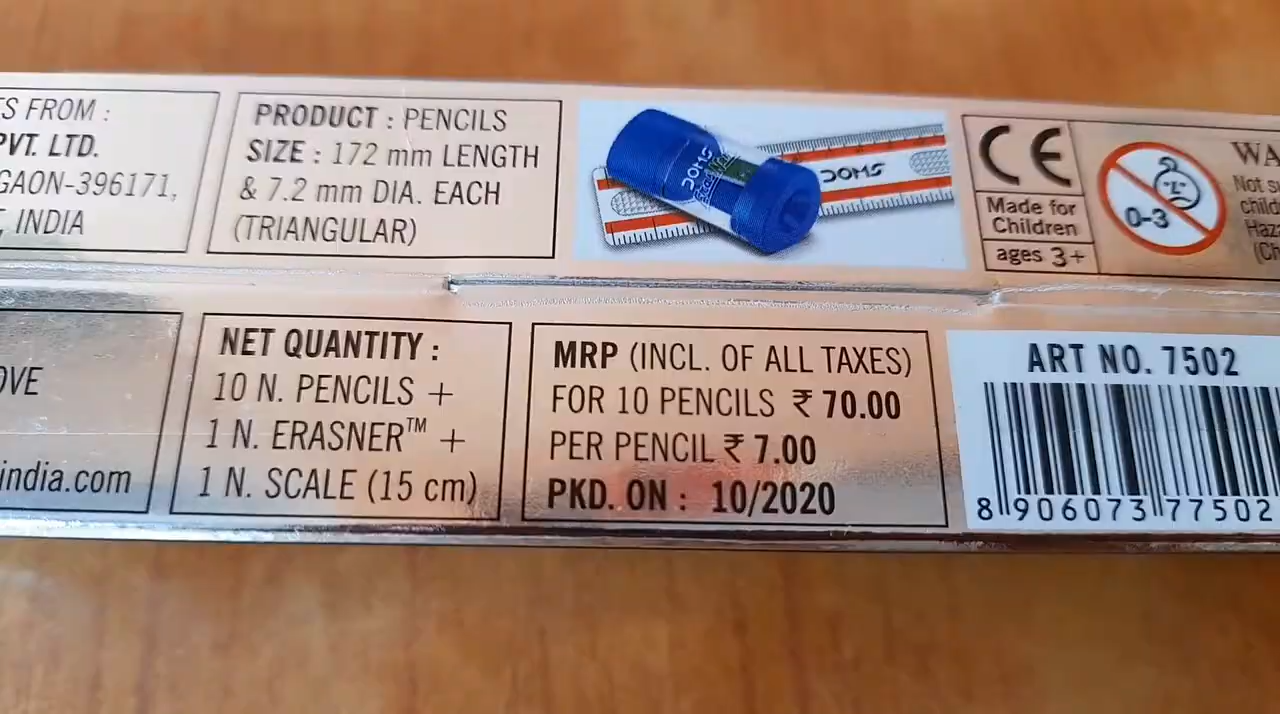 S FROM :
PVT. LTD.
GAON-396171,
, INDIA
PRODUCT : PENCILS
SIZE : 172 mm LENGTH
& 7.2 mm DIA. EACH
(TRIANGULAR)
DOMS
DOMS
CE
Made for
Children
ages 3+
0-3
WA
Not s
child
Haza
(C
OVE
india.com
NET QUANTITY :
10 N. PENCILS +
1 N. ERASNER™ +
1 N. SCALE (15 cm)
MRP (INCL. OF ALL TAXES)
FOR 10 PENCILS ₹ 70.00
PER PENCIL ₹ 7.00
PKD. ON : 10/2020
ART NO. 7502
8 906073 77502